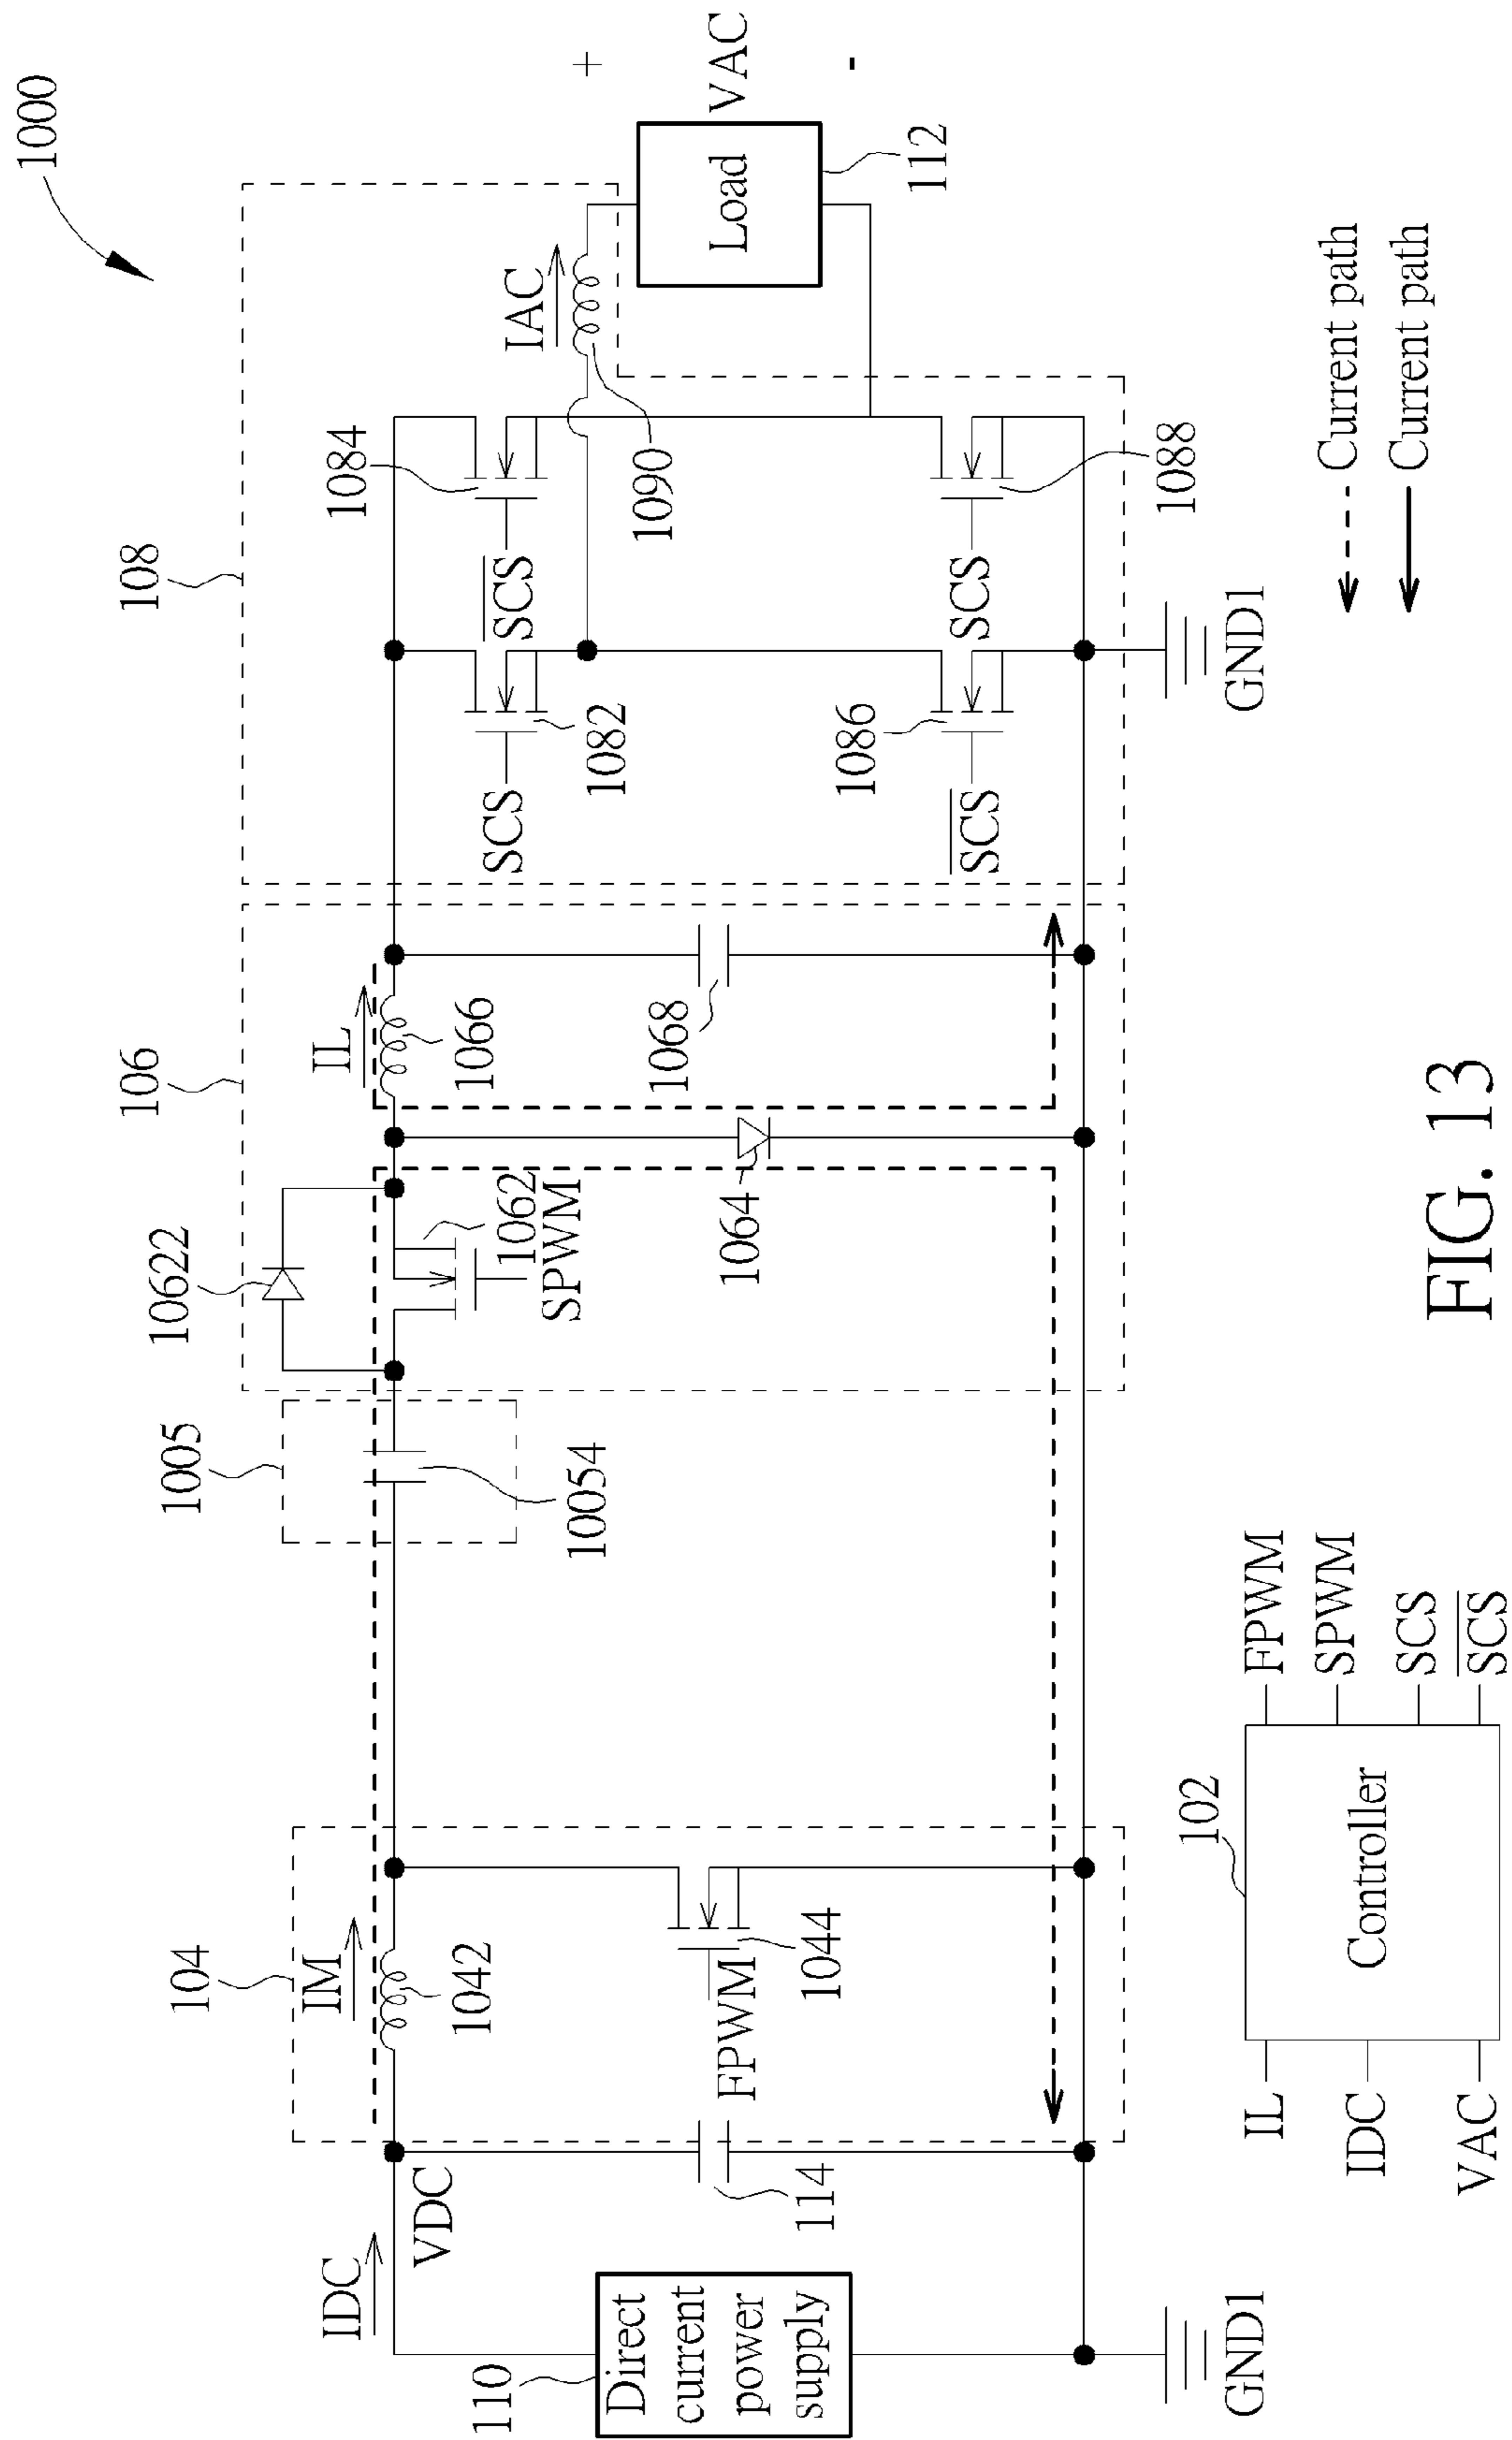 1000
108
106
1005
104
10622
IL
IM
IDC
110
Direct
current
power
supply
VDC
114
1042
FPWM
1044
10054
1062
SPWM
1064
1066
1068
SCS
1082
SCS
1084
SCS
1086
SCS
1088
1090
IAC
Load
112
VAC
+
-
GND1
GND1
102
Controller
IL
IDC
VAC
FPWM
SPWM
SCS
SCS
Current path
Current path
FIG. 13